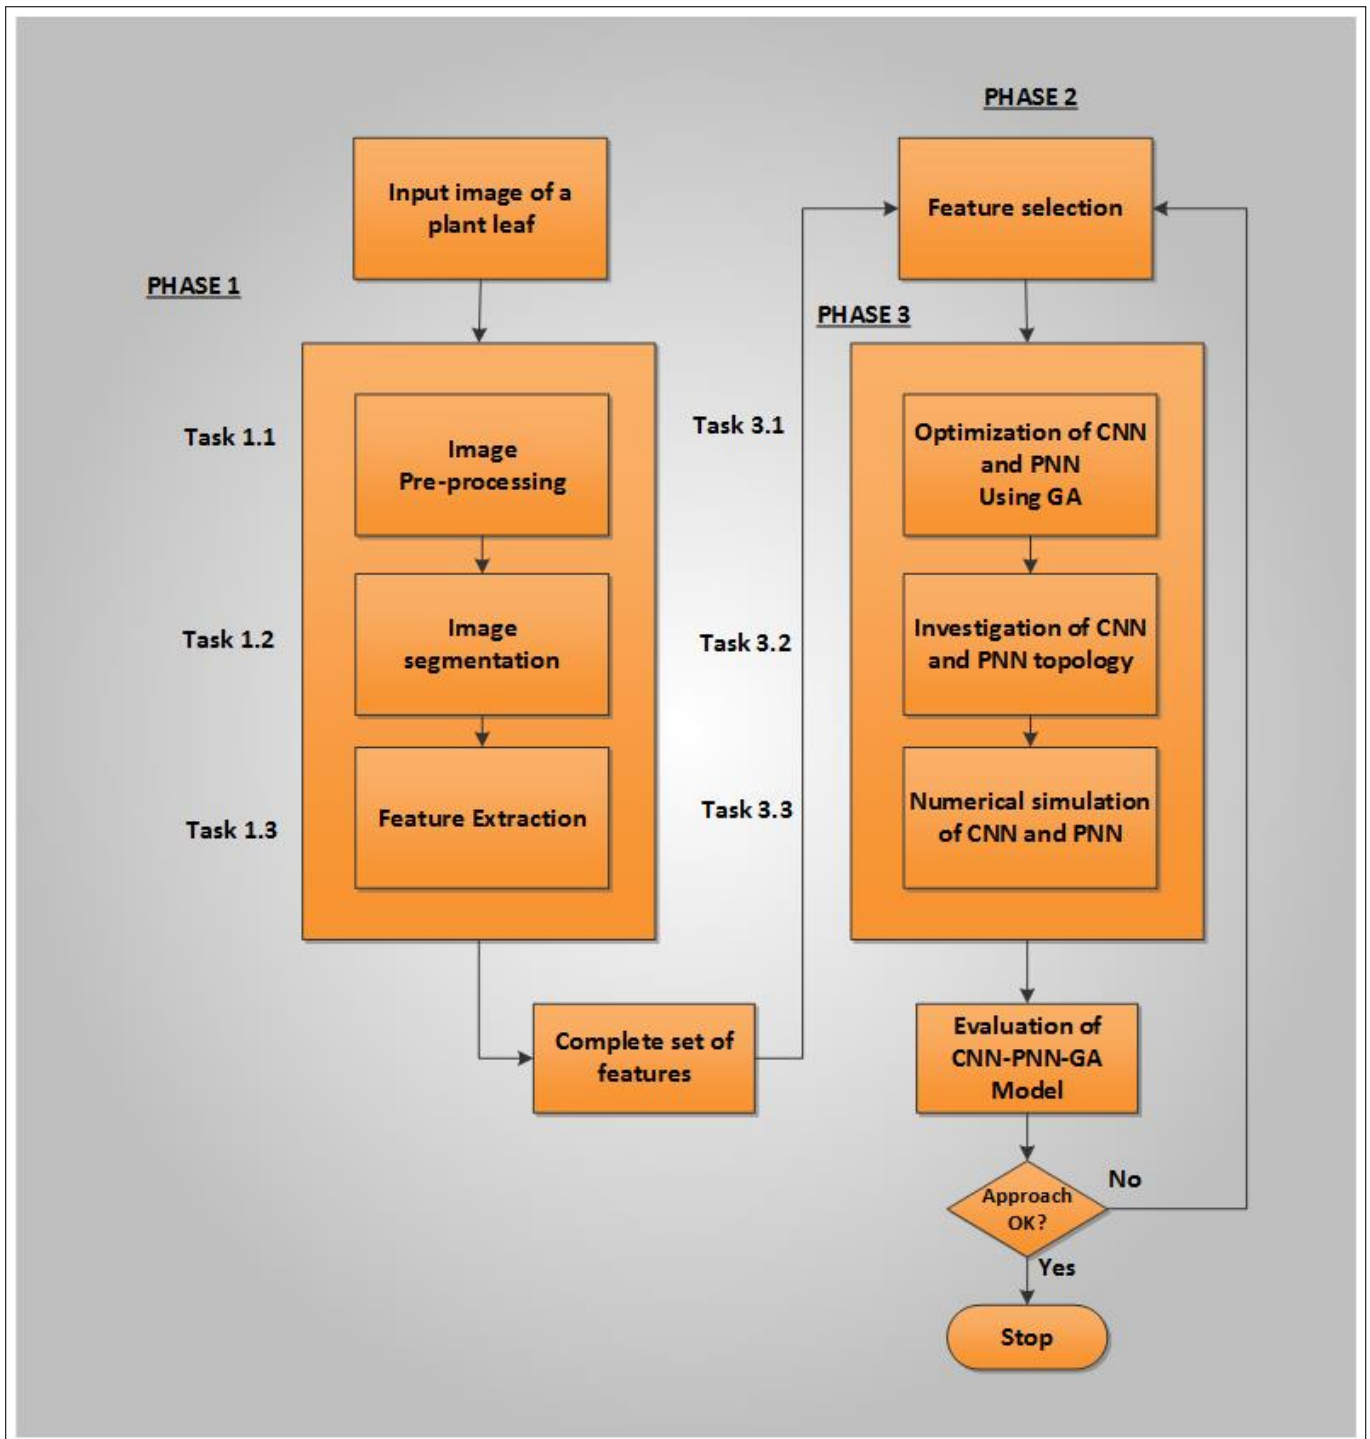 PHASE 1
Input image of a
plant leaf
Task 1.1
Image
Pre-processing
Task 1.2
Image
segmentation
Task 1.3
Feature Extraction
Complete set of
features
PHASE 2
Feature selection
PHASE 3
Task 3.1
Optimization of CNN
and PNN
Using GA
Task 3.2
Investigation of CNN
and PNN topology
Task 3.3
Numerical simulation
of CNN and PNN
Evaluation of
CNN-PNN-GA
Model
Approach
OK?
No
Yes
Stop